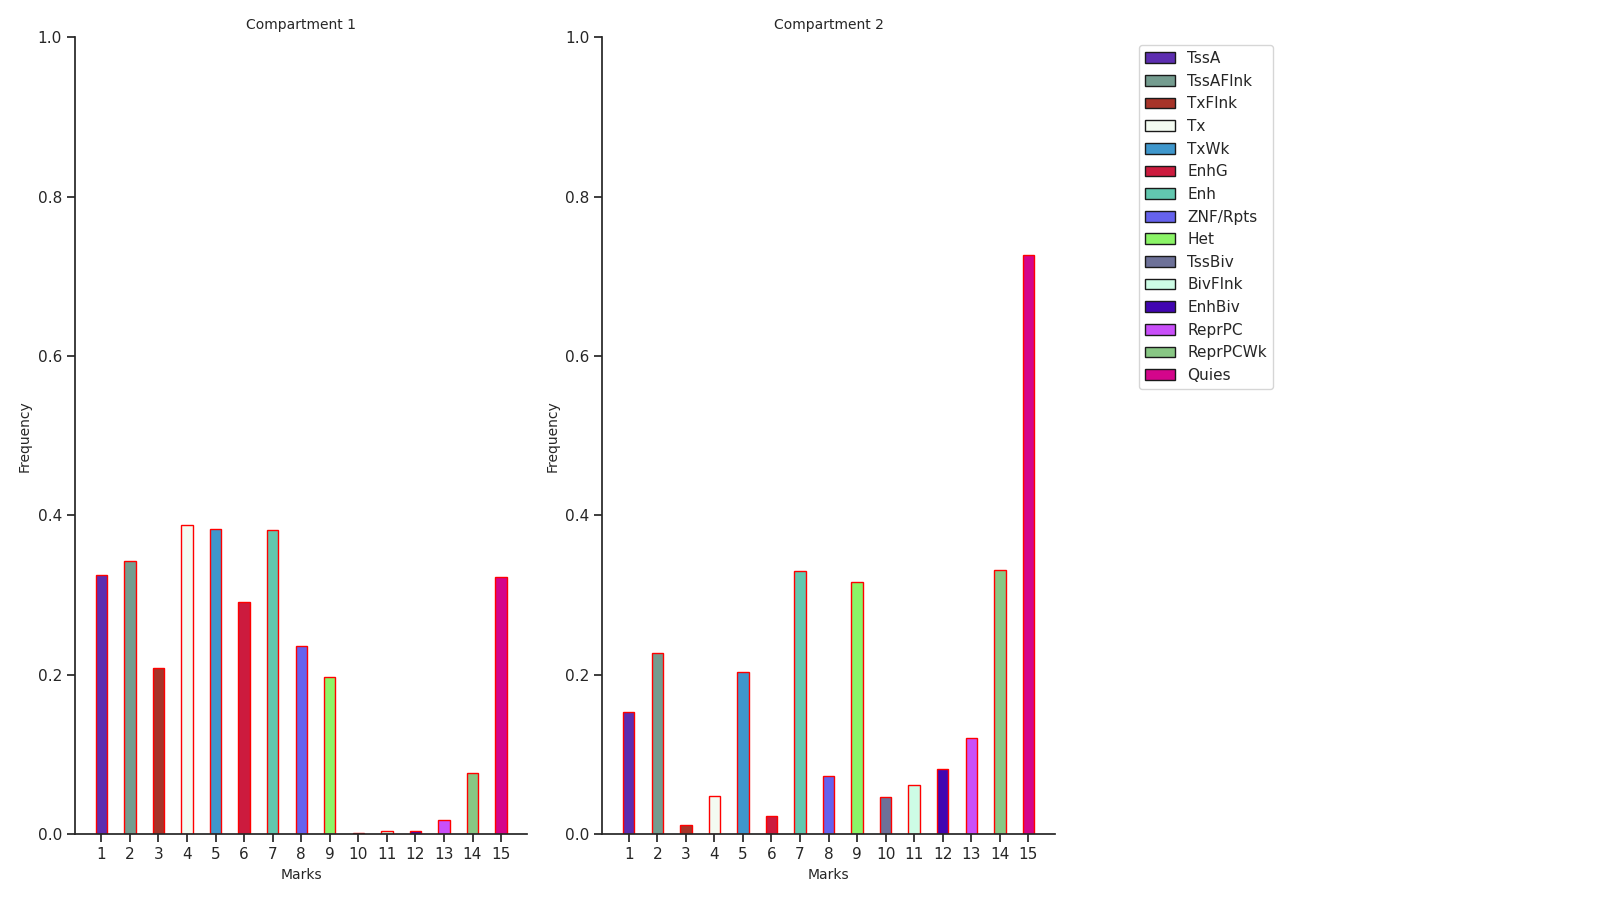 Compartment 1
1.0
0.8
0.6
0.4
0.2
0.0
Frequency
1 2 3 4 5 6 7 8 9 10 11 12 13 14 15
Marks
Compartment 2
1.0
0.8
0.6
0.4
0.2
0.0
Frequency
1 2 3 4 5 6 7 8 9 10 11 12 13 14 15
Marks
TssA
TssAFlnk
TxFlnk
Tx
TxWk
EnhG
Enh
ZNF/Rpts
Het
TssBiv
BivFlnk
EnhBiv
ReprPC
ReprPCWk
Quies